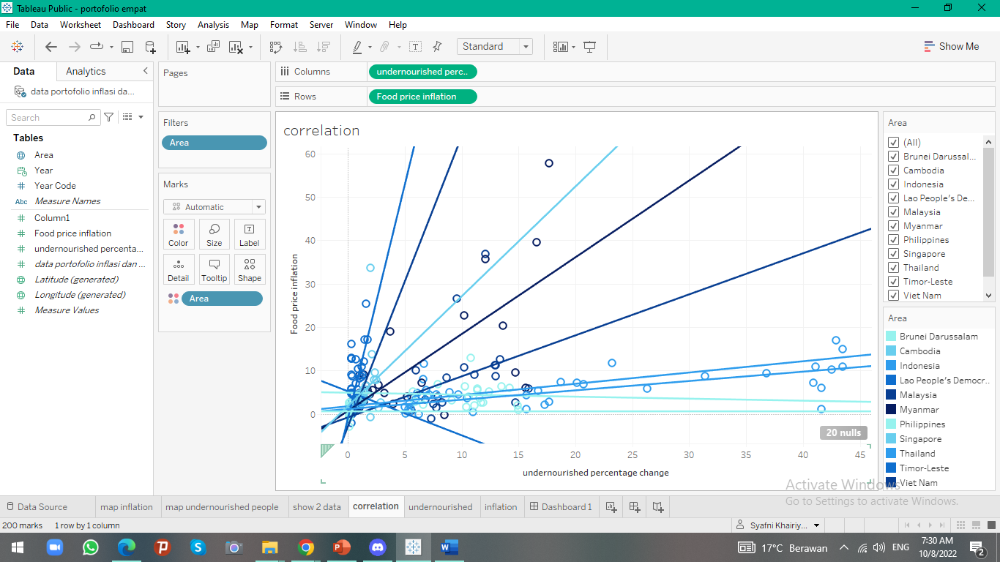 Tableau Public - portofolio empat
File Data Worksheet Dashboard Story Analysis Map Format Server Window Help
Standard
Show Me
Data
Analytics
data portofolio inflasi da...
Search
Tables
Area
Year
Year Code
Abc Measure Names
Column1
Food price inflation
undernourished percenta...
data portofolio inflasi dan ...
Latitude (generated)
Longitude (generated)
Measure Values
Pages
Filters
Area
Marks
Automatic
Color Size Label
Detail Tooltip Shape
Area
Columns
undernourished perc..
Rows
Food price inflation
correlation
Food price inflation
60
50
40
30
20
10
0
20 nulls
0 5 10 15 20 25 30 35 40 45
undernourished percentage change
Area
(All)
Brunei Darussal...
Cambodia
Indonesia
Lao People's De...
Malaysia
Myanmar
Philippines
Singapore
Thailand
Timor-Leste
Viet Nam
Area
Brunei Darussalam
Cambodia
Indonesia
Lao People's Democr..
Malaysia
Myanmar
Philippines
Singapore
Thailand
Timor-Leste
Viet Nam
Activate Windows
Go to Settings to activate Windows.
Data Source
map inflation
map undernourished people
show 2 data
correlation
undernourished
inflation
Dashboard 1
200 marks 1 row by 1 column
Syafni Khairiy...
17°C Berawan
ENG
7:30 AM
10/8/2022
2